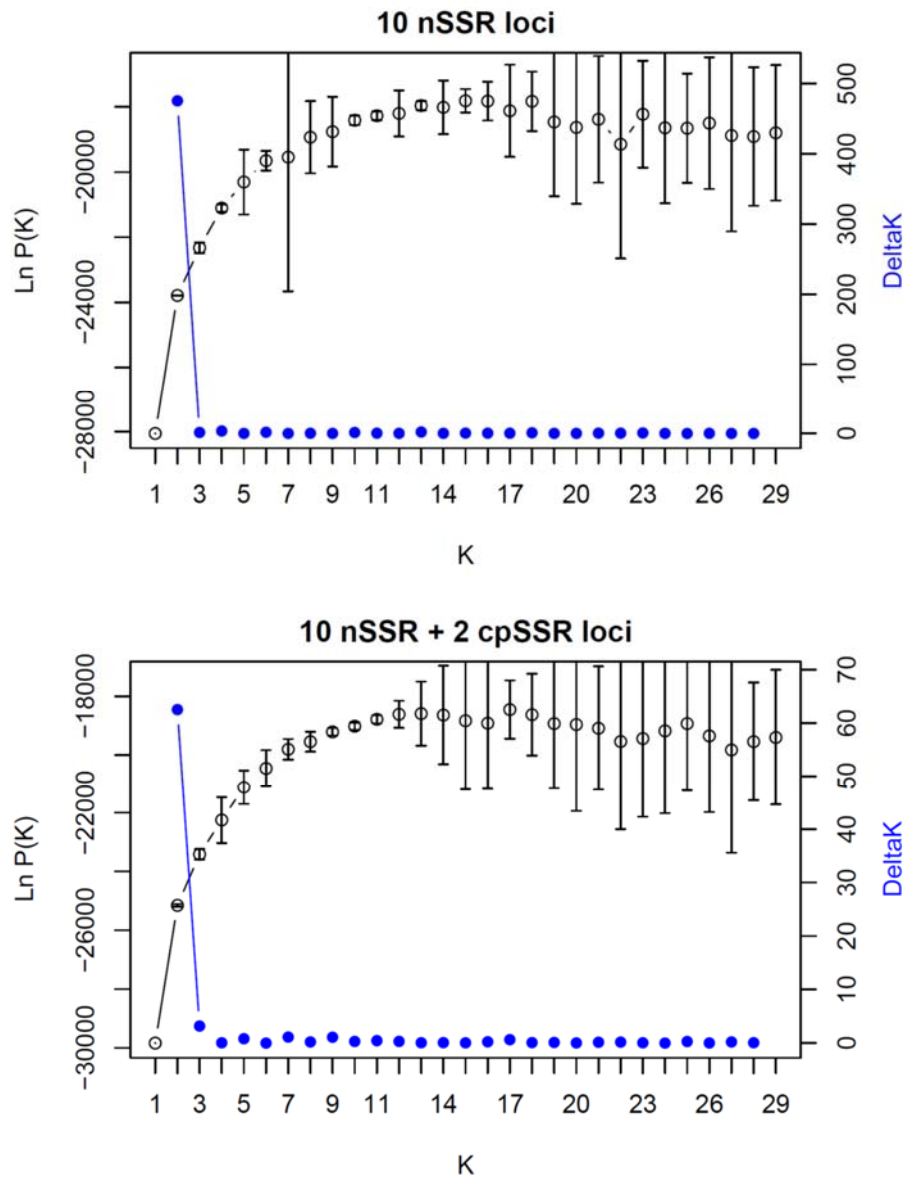 10 nSSR loci
Ln P(K)
−20000
−24000
−28000
500
400
300
200
100
0
DeltaK
1 3 5 7 9 11 14 17 20 23 26 29
K
10 nSSR + 2 cpSSR loci
Ln P(K)
−18000
−22000
−26000
−30000
70
60
50
40
30
20
10
0
DeltaK
1 3 5 7 9 11 14 17 20 23 26 29
K